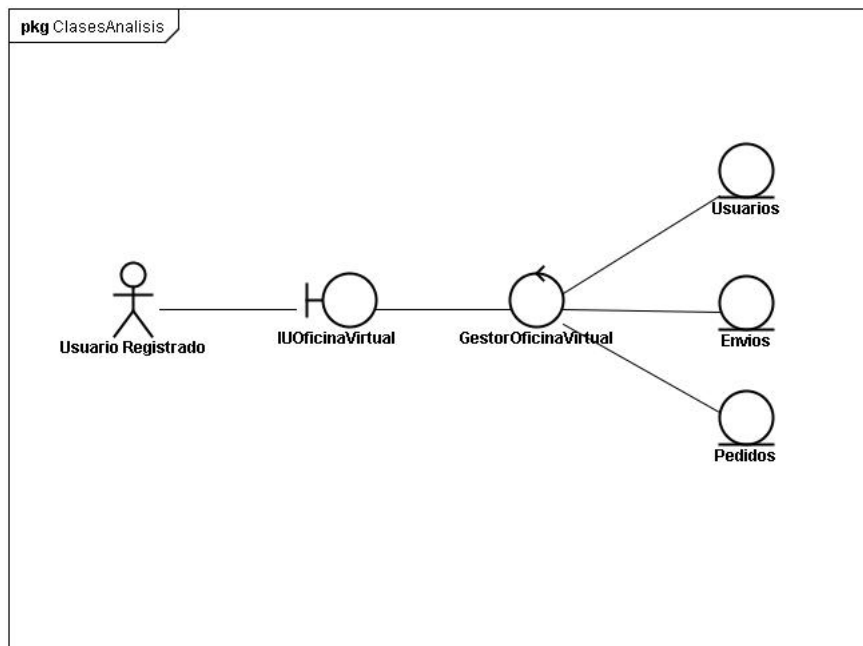 pkg ClasesAnalisis
Usuarios
Usuario Registrado
IUOficinaVirtual
GestorOficinaVirtual
Envios
Pedidos